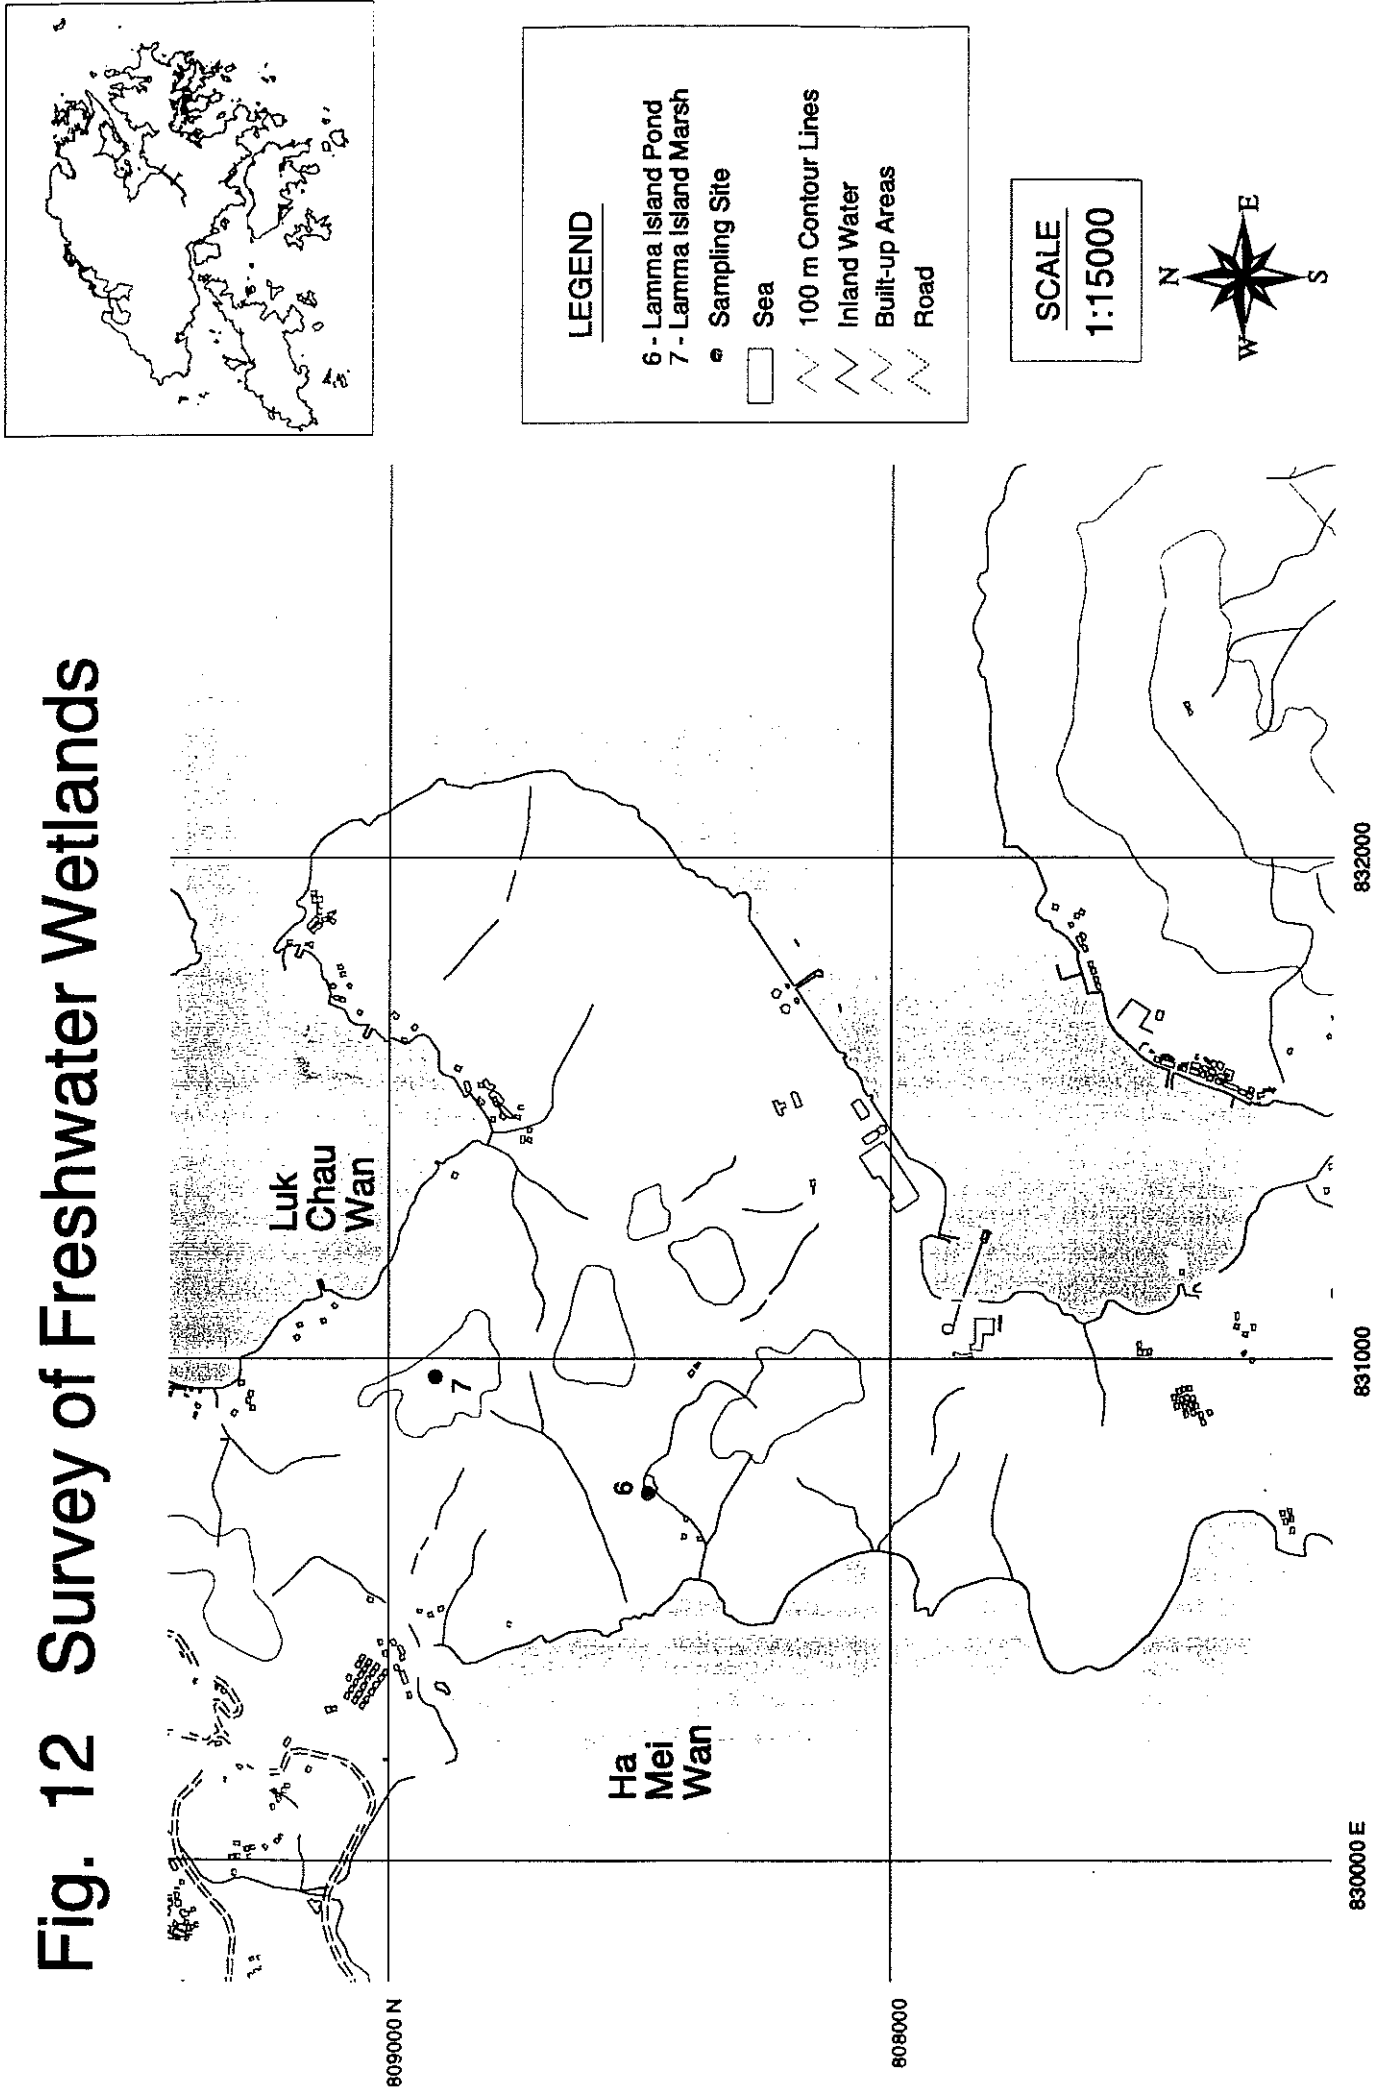 Fig. 12 Survey of Freshwater Wetlands
Luk
Chau
Wan
7
6
Ha
Mei
Wan
809000 N
808000
830000 E
831000
832000
LEGEND
6 - Lamma Island Pond
7 - Lamma Island Marsh
Sampling Site
Sea
100 m Contour Lines
Inland Water
Built-up Areas
Road
SCALE
1:15000
N
W
E
S